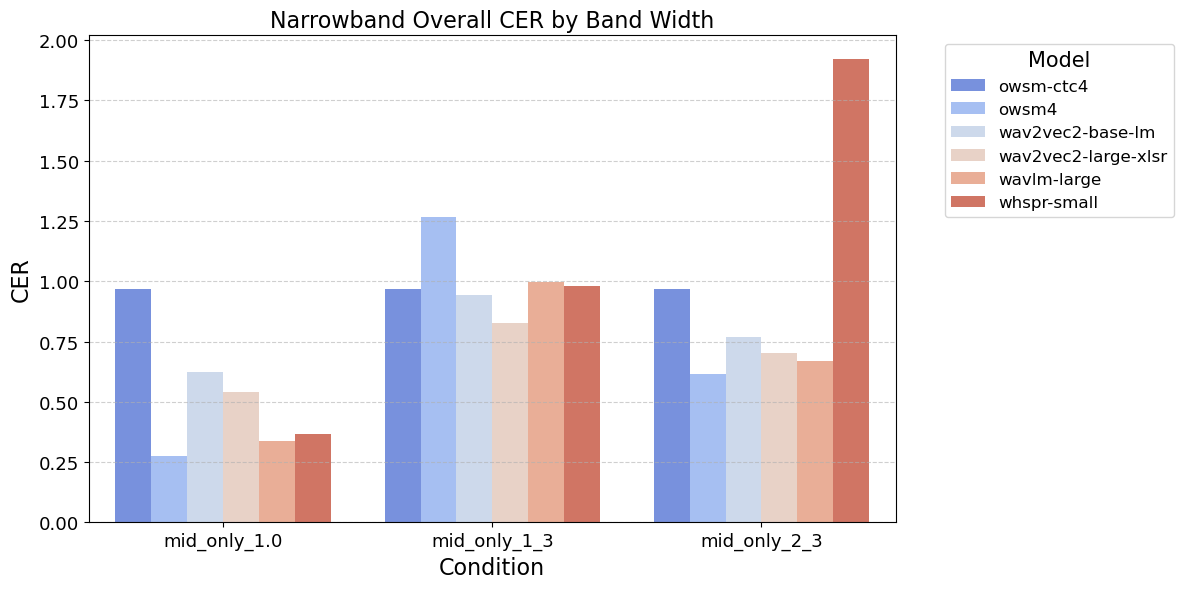 Narrowband Overall CER by Band Width
CER
2.00
1.75
1.50
1.25
1.00
0.75
0.50
0.25
0.00
mid_only_1.0
mid_only_1_3
mid_only_2_3
Condition
Model
owsm-ctc4
owsm4
wav2vec2-base-lm
wav2vec2-large-xlsr
wavlm-large
whspr-small